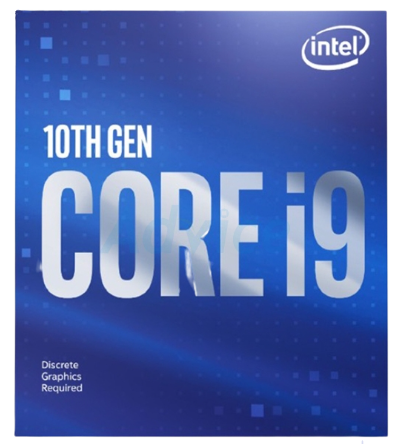 intel
10TH GEN
CORE i9
Discrete
Graphics
Required